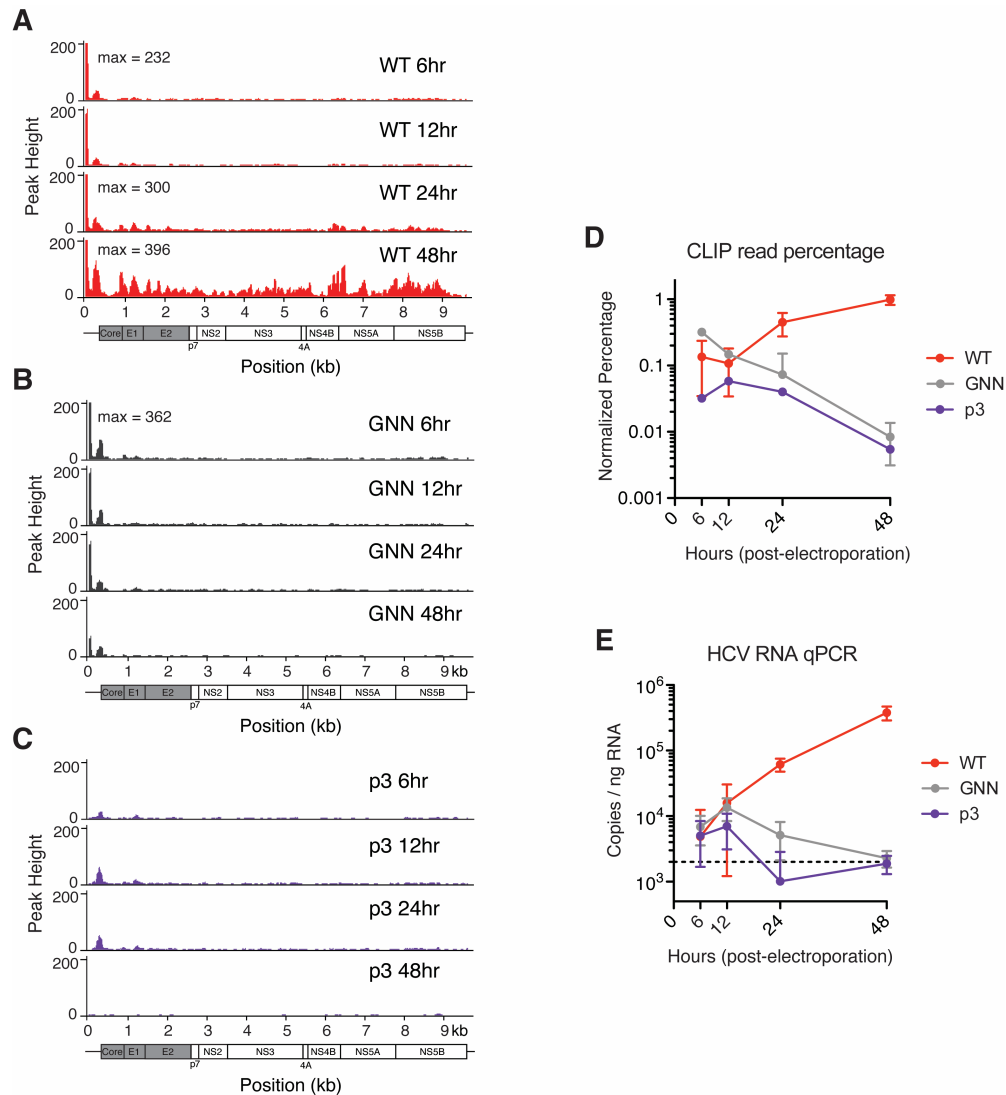 A
200
0
max = 232
WT 6hr
200
0
WT 12hr
200
0
max = 300
WT 24hr
200
0
max = 396
WT 48hr
Peak Height
0 1 2 3 4 5 6 7 8 9
Core E1 E2 p7 NS2 NS3 4A NS4B NS5A NS5B
Position (kb)
B
200
0
max = 362
GNN 6hr
200
0
GNN 12hr
200
0
GNN 24hr
200
0
GNN 48hr
Peak Height
0 1 2 3 4 5 6 7 8 9 kb
Core E1 E2 p7 NS2 NS3 4A NS4B NS5A NS5B
Position (kb)
C
200
0
p3 6hr
200
0
p3 12hr
200
0
p3 24hr
200
0
p3 48hr
Peak Height
0 1 2 3 4 5 6 7 8 9 kb
Core E1 E2 p7 NS2 NS3 4A NS4B NS5A NS5B
Position (kb)
D
CLIP read percentage
1
0.1
0.01
0.001
Normalized Percentage
0 6 12 24 48
Hours (post-electroporation)
WT
GNN
p3
E
HCV RNA qPCR
10⁶
10⁵
10⁴
10³
Copies / ng RNA
0 6 12 24 48
Hours (post-electroporation)
WT
GNN
p3